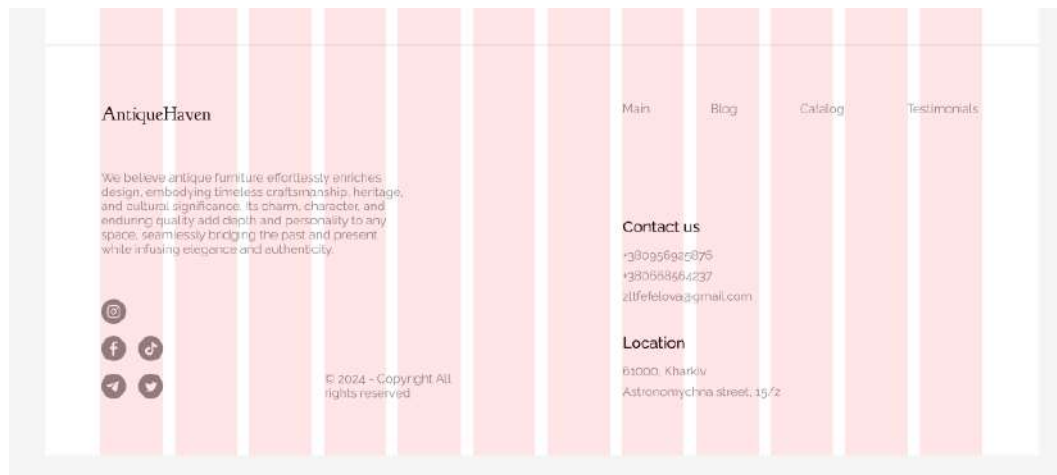 AntiqueHaven
Main Blog Catalog Testimonials
We believe antique furniture effortlessly enriches
design, embodying timeless craftsmanship, heritage,
and cultural significance. Its charm, character, and
enduring quality add depth and personality to any
space, seamlessly bridging the past and present
while infusing elegance and authenticity.
Contact us
+380956925876
+380668564237
zltfefelova@gmail.com
Location
61000, Kharkiv
Astronomychna street, 15/2
© 2024 - Copyright All
rights reserved